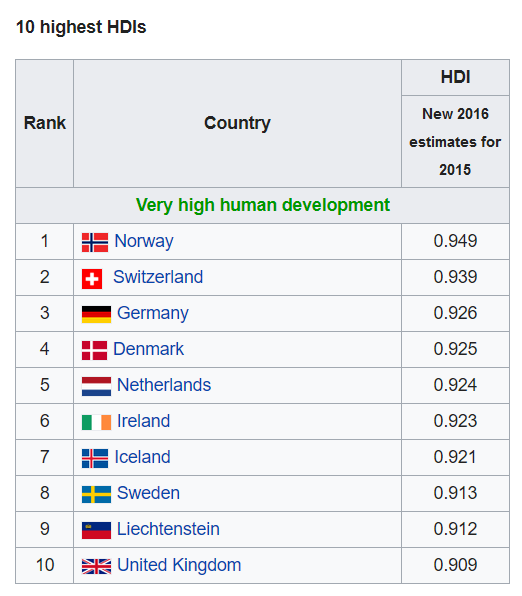 10 highest HDIs
Rank Country HDI
New 2016
estimates for
2015
Very high human development
1 Norway 0.949
2 Switzerland 0.939
3 Germany 0.926
4 Denmark 0.925
5 Netherlands 0.924
6 Ireland 0.923
7 Iceland 0.921
8 Sweden 0.913
9 Liechtenstein 0.912
10 United Kingdom 0.909